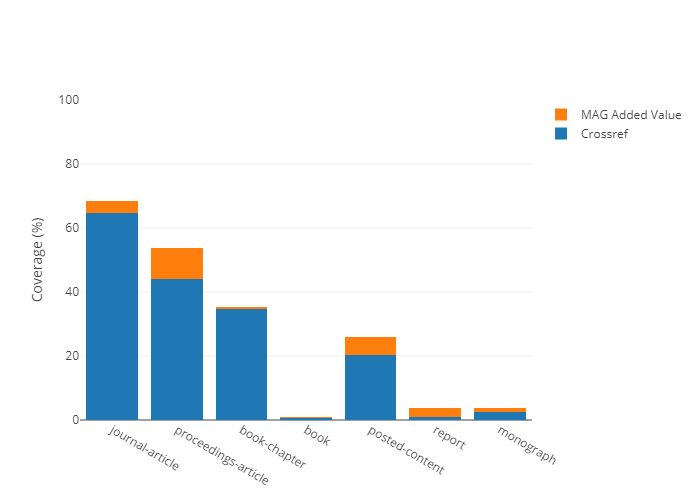 100
80
60
40
20
0
Coverage (%)
journal-article
proceedings-article
book-chapter
book
posted-content
report
monograph
MAG Added Value
Crossref